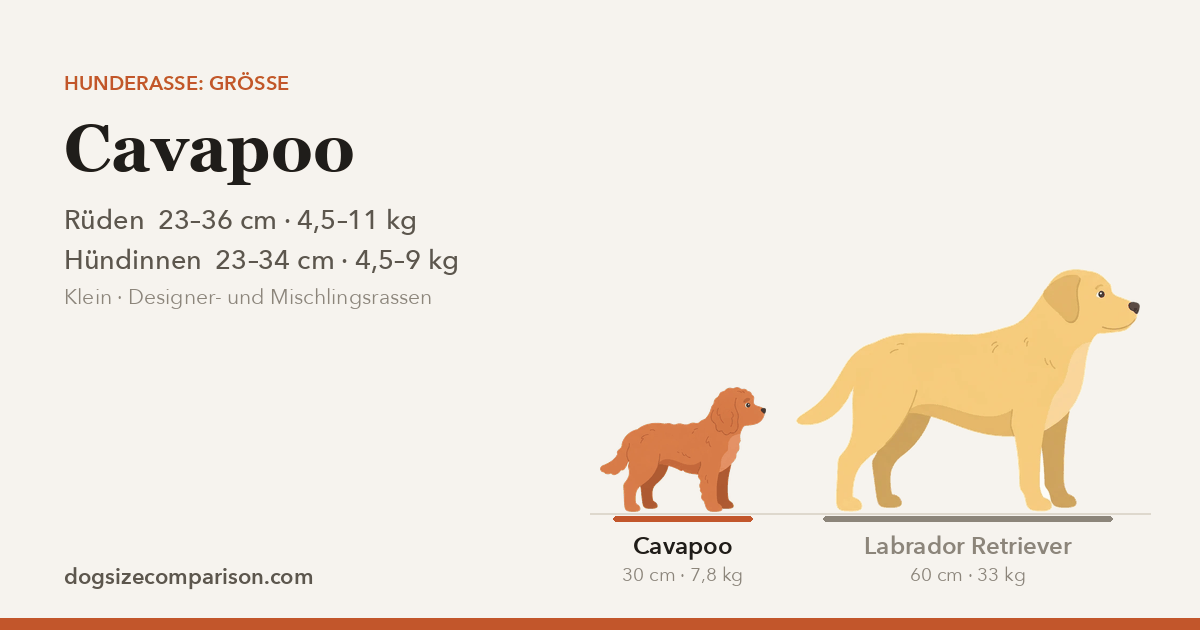 HUNDERASSE: GRÖSSE
Cavapoo
Rüden 23–36 cm · 4,5–11 kg
Hündinnen 23–34 cm · 4,5–9 kg
Klein · Designer- und Mischlingsrassen
Cavapoo
30 cm · 7,8 kg
Labrador Retriever
60 cm · 33 kg
dogsizecomparison.com